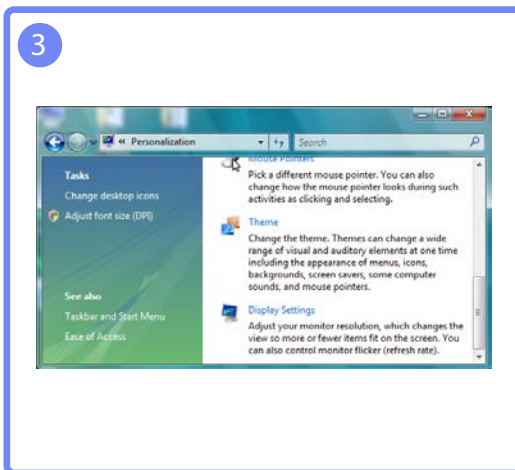 3
« Personalization
Search
Tasks
Change desktop icons
Adjust font size (DPI)
See also
Taskbar and Start Menu
Ease of Access
Mouse Pointers
Pick a different mouse pointer. You can also
change how the mouse pointer looks during such
activities as clicking and selecting.
Theme
Change the theme. Themes can change a wide
range of visual and auditory elements at one time
including the appearance of menus, icons,
backgrounds, screen savers, some computer
sounds, and mouse pointers.
Display Settings
Adjust your monitor resolution, which changes the
view so more or fewer items fit on the screen. You
can also control monitor flicker (refresh rate).